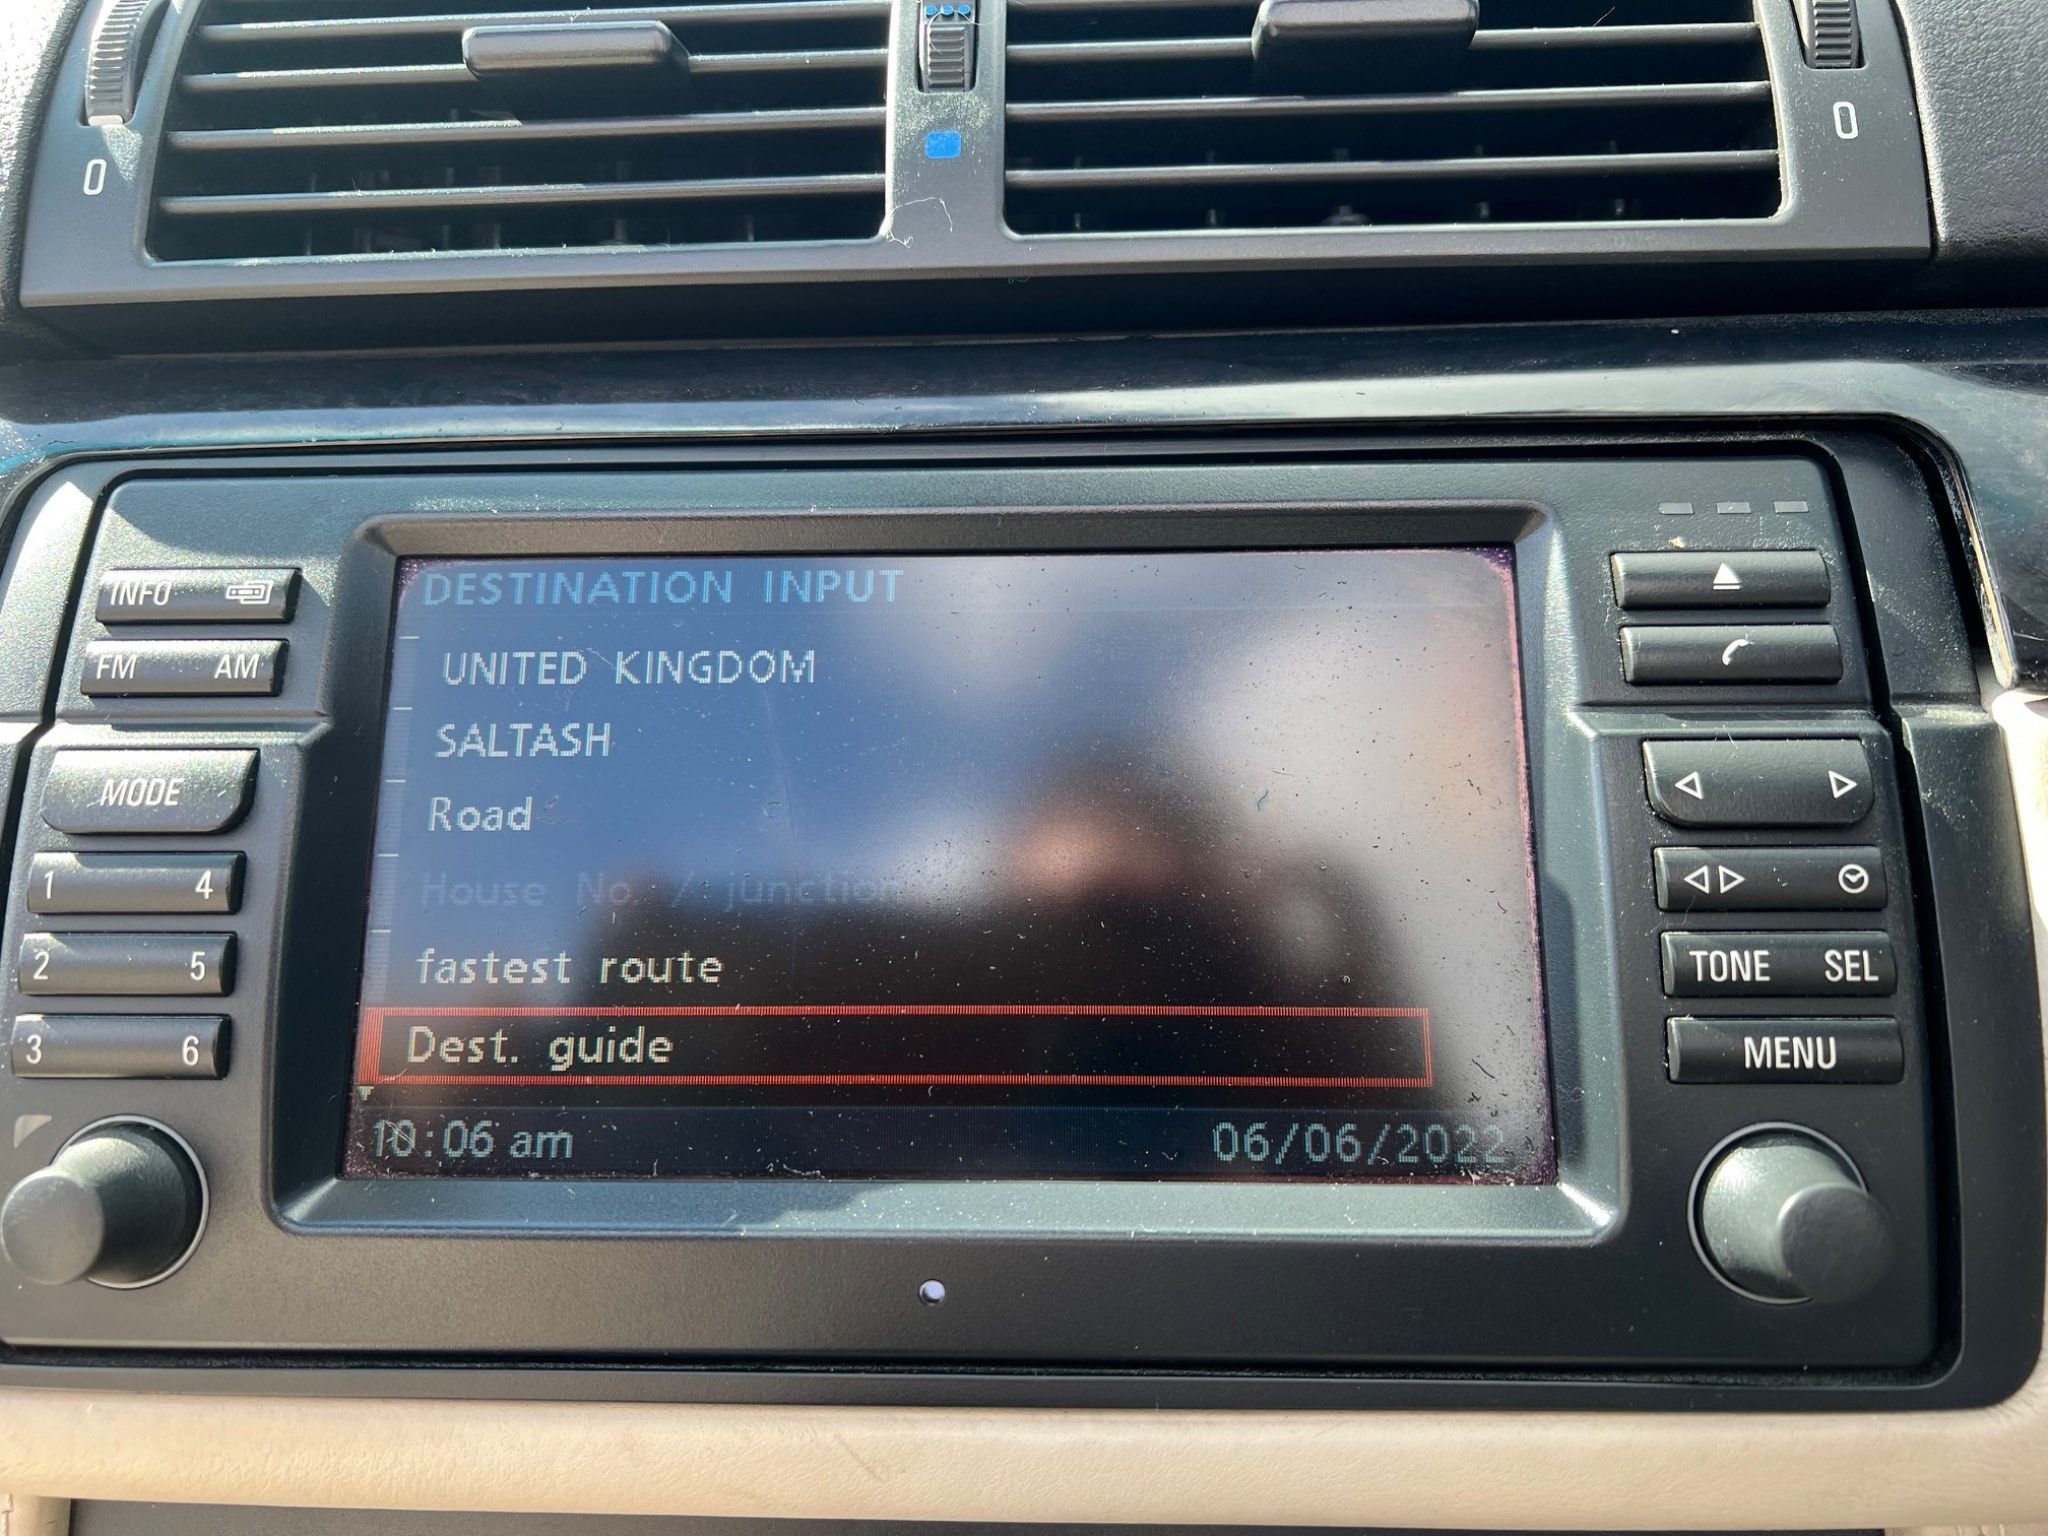 0
0
DESTINATION INPUT
UNITED KINGDOM
SALTASH
Road
House No. / junction
fastest route
Dest. guide
10:06 am 06/06/2022
INFO
FM AM
MODE
1 4
2 5
3 6
TONE SEL
MENU